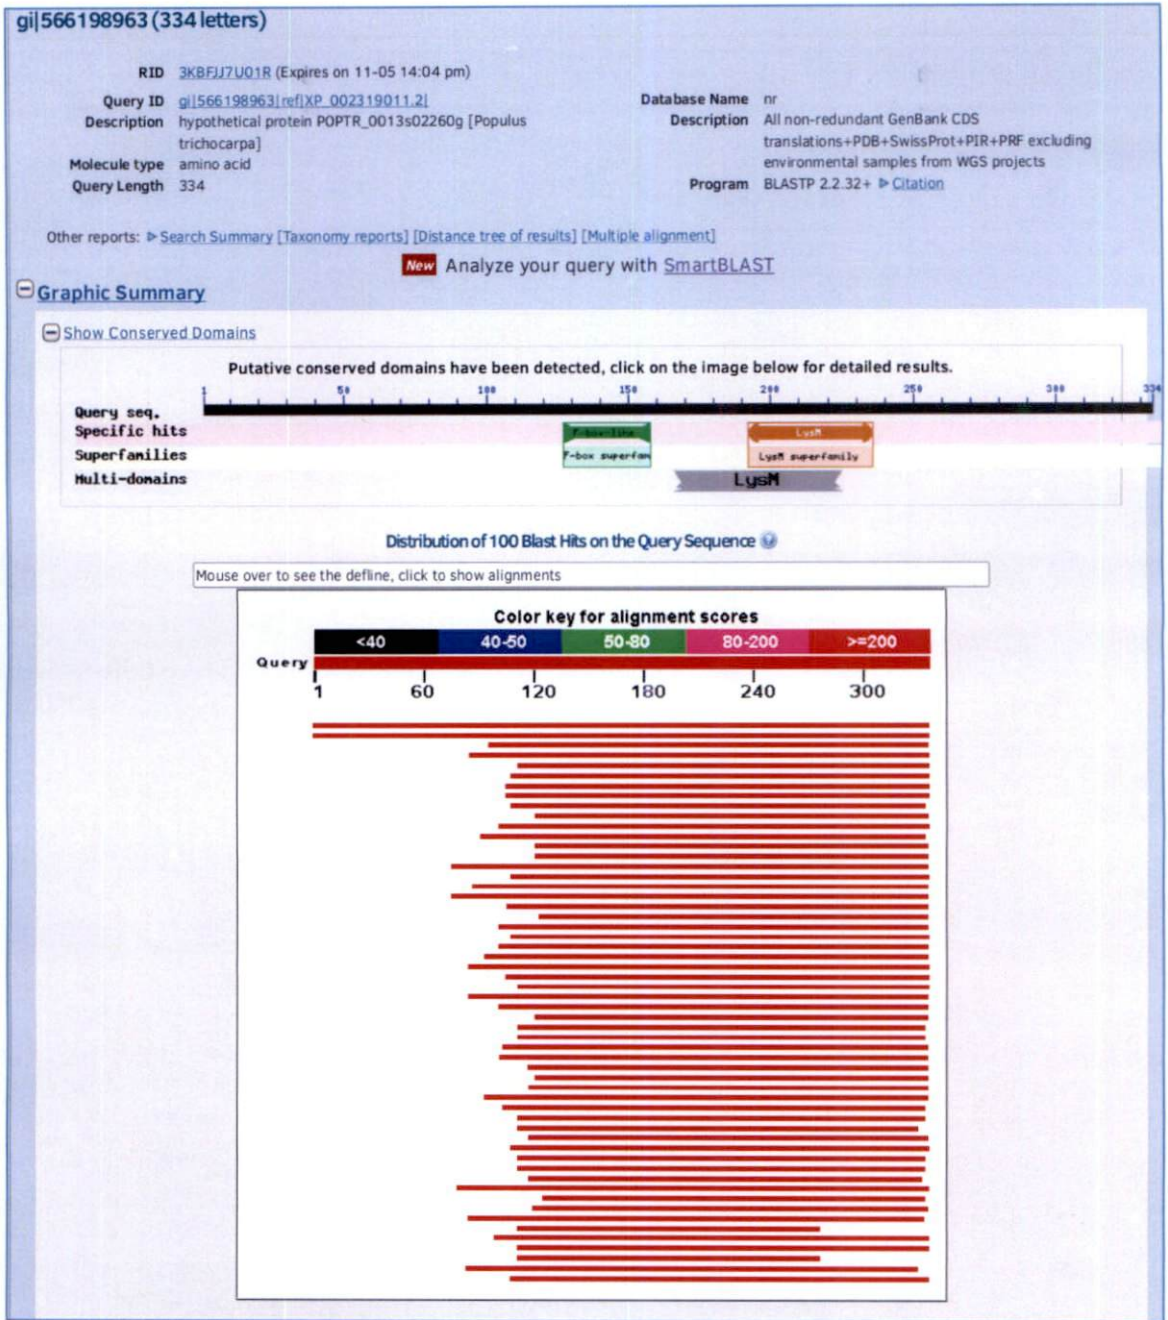 gi|566198963 (334 letters)
RID 3KBFJJ7U01R (Expires on 11-05 14:04 pm)
Query ID gi|566198963|ref|XP_002319011.2|
Description hypothetical protein POPTR_0013s02260g [Populus
trichocarpa]
Molecule type amino acid
Query Length 334
Database Name nr
Description All non-redundant GenBank CDS
translations+PDB+SwissProt+PIR+PRF excluding
environmental samples from WGS projects
Program BLASTP 2.2.32+ Citation
Other reports: Search Summary [Taxonomy reports] [Distance tree of results] [Multiple alignment]
New Analyze your query with SmartBLAST
Graphic Summary
Show Conserved Domains
Putative conserved domains have been detected, click on the image below for detailed results.
1 50 100 150 200 250 300 334
Query seq.
Specific hits F-box-like LysM
Superfamilies F-box superfam LysM superfamily
Multi-domains LysM
Distribution of 100 Blast Hits on the Query Sequence
Mouse over to see the defline, click to show alignments
Color key for alignment scores
<40 40-50 50-80 80-200 >=200
Query
1 60 120 180 240 300